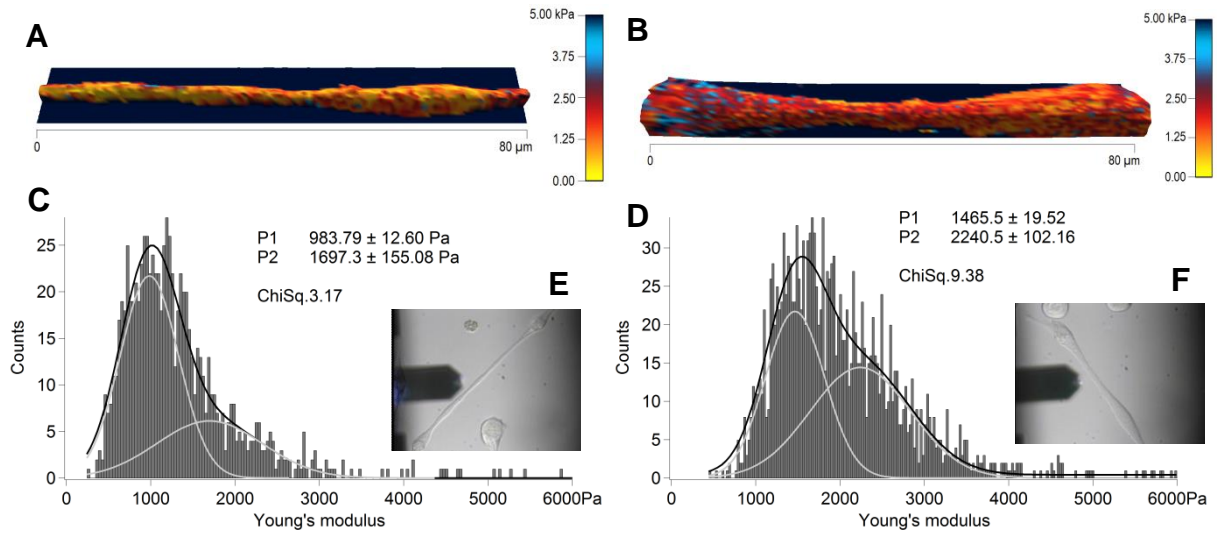 A
5.00 kPa
3.75
2.50
1.25
0.00
0
80 µm
B
5.00 kPa
3.75
2.50
1.25
0.00
0
80 µm
C
P1 983.79 ± 12.60 Pa
P2 1697.3 ± 155.08 Pa
ChiSq.3.17
E
Counts
25
20
15
10
5
0
0 1000 2000 3000 4000 5000 6000Pa
Young's modulus
D
P1 1465.5 ± 19.52
P2 2240.5 ± 102.16
ChiSq.9.38
F
Counts
30
25
20
15
10
5
0
0 1000 2000 3000 4000 5000 6000Pa
Young's modulus